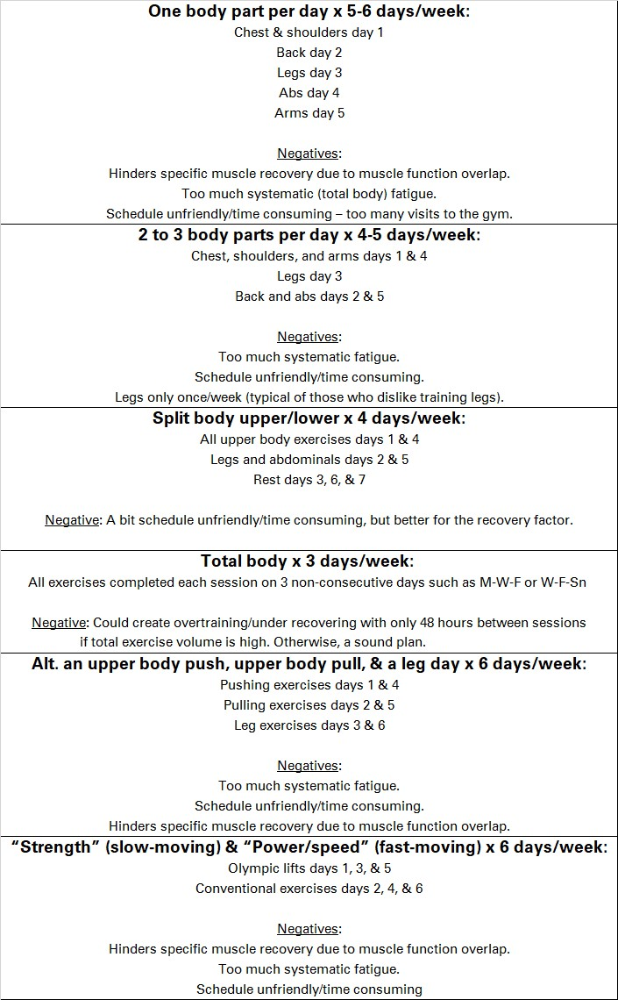 One body part per day x 5-6 days/week:
Chest & shoulders day 1
Back day 2
Legs day 3
Abs day 4
Arms day 5
Negatives:
Hinders specific muscle recovery due to muscle function overlap.
Too much systematic (total body) fatigue.
Schedule unfriendly/time consuming – too many visits to the gym.
2 to 3 body parts per day x 4-5 days/week:
Chest, shoulders, and arms days 1 & 4
Legs day 3
Back and abs days 2 & 5
Negatives:
Too much systematic fatigue.
Schedule unfriendly/time consuming.
Legs only once/week (typical of those who dislike training legs).
Split body upper/lower x 4 days/week:
All upper body exercises days 1 & 4
Legs and abdominals days 2 & 5
Rest days 3, 6, & 7
Negative: A bit schedule unfriendly/time consuming, but better for the recovery factor.
Total body x 3 days/week:
All exercises completed each session on 3 non-consecutive days such as M-W-F or W-F-Sn
Negative: Could create overtraining/under recovering with only 48 hours between sessions
if total exercise volume is high. Otherwise, a sound plan.
Alt. an upper body push, upper body pull, & a leg day x 6 days/week:
Pushing exercises days 1 & 4
Pulling exercises days 2 & 5
Leg exercises days 3 & 6
Negatives:
Too much systematic fatigue.
Schedule unfriendly/time consuming.
Hinders specific muscle recovery due to muscle function overlap.
“Strength” (slow-moving) & “Power/speed” (fast-moving) x 6 days/week:
Olympic lifts days 1, 3, & 5
Conventional exercises days 2, 4, & 6
Negatives:
Hinders specific muscle recovery due to muscle function overlap.
Too much systematic fatigue.
Schedule unfriendly/time consuming